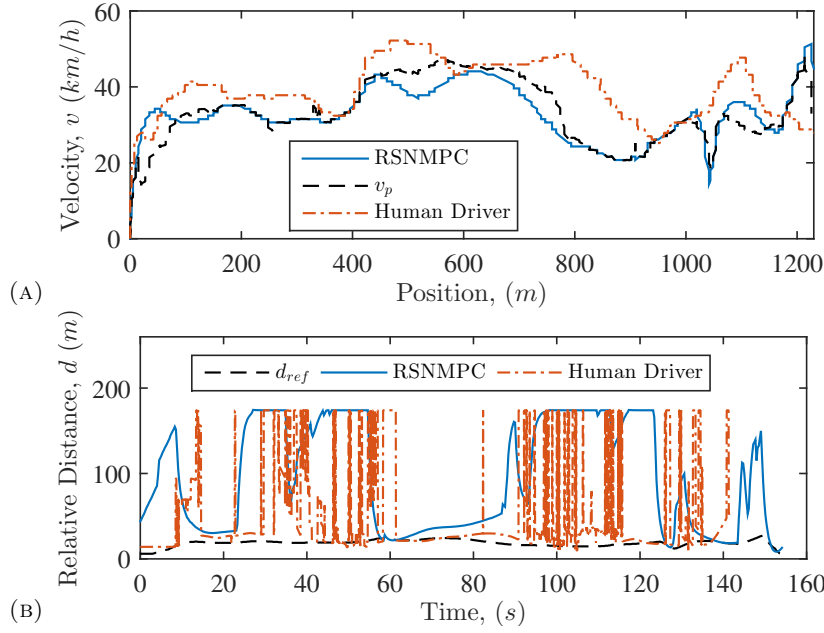 60
40
20
0
Velocity, v (km/h)
RSNMPC
v_p
Human Driver
0 200 400 600 800 1000 1200
(A) Position, (m)
200
100
0
Relative Distance, d (m)
d_ref RSNMPC Human Driver
0 20 40 60 80 100 120 140 160
(B) Time, (s)